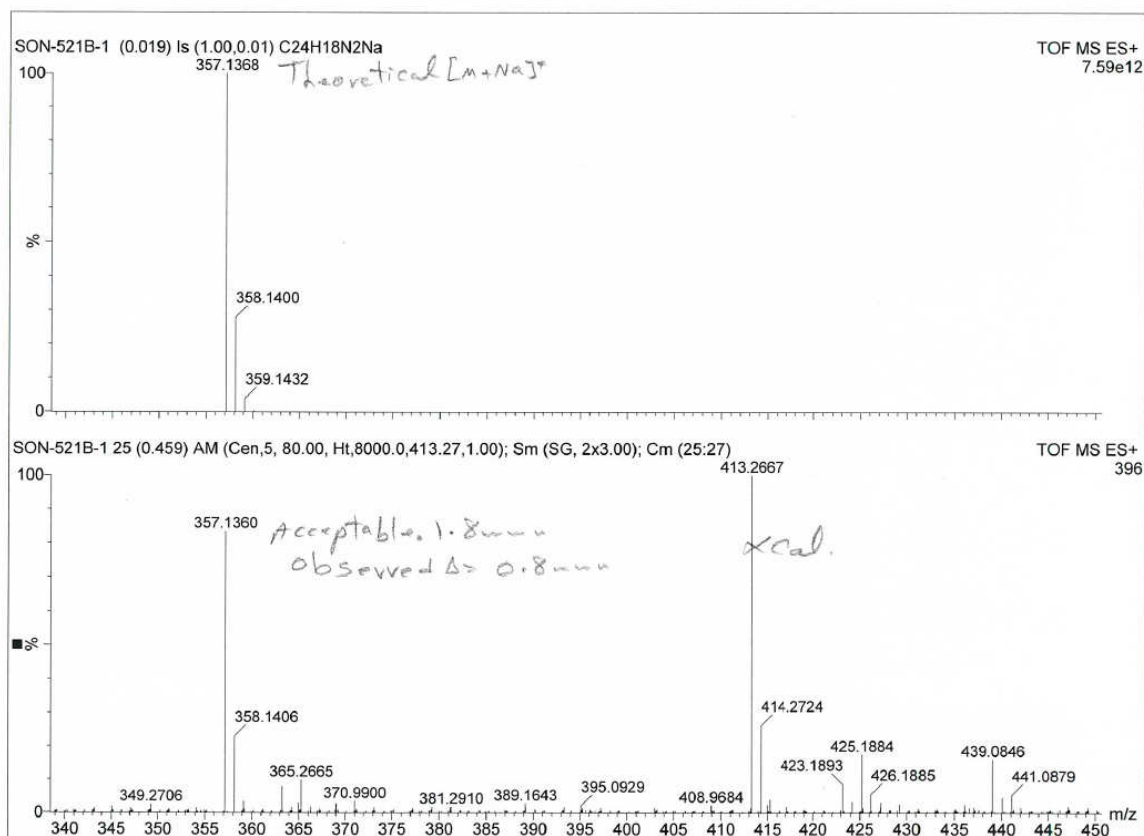 SON-521B-1 (0.019) Is (1.00,0.01) C24H18N2Na
TOF MS ES+
7.59e12
100
357.1368
Theoretical [M+Na]+
%
358.1400
359.1432
0
SON-521B-1 25 (0.459) AM (Cen,5, 80.00, Ht,8000.0,413.27,1.00); Sm (SG, 2x3.00); Cm (25:27)
TOF MS ES+
396
413.2667
100
357.1360
Acceptable. 1.8
Observed Δ= 0.8
Cal.
%
358.1406
414.2724
425.1884
439.0846
423.1893
426.1885
441.0879
365.2665
349.2706
370.9900
381.2910
389.1643
395.0929
408.9684
0
m/z
340 345 350 355 360 365 370 375 380 385 390 395 400 405 410 415 420 425 430 435 440 445 450